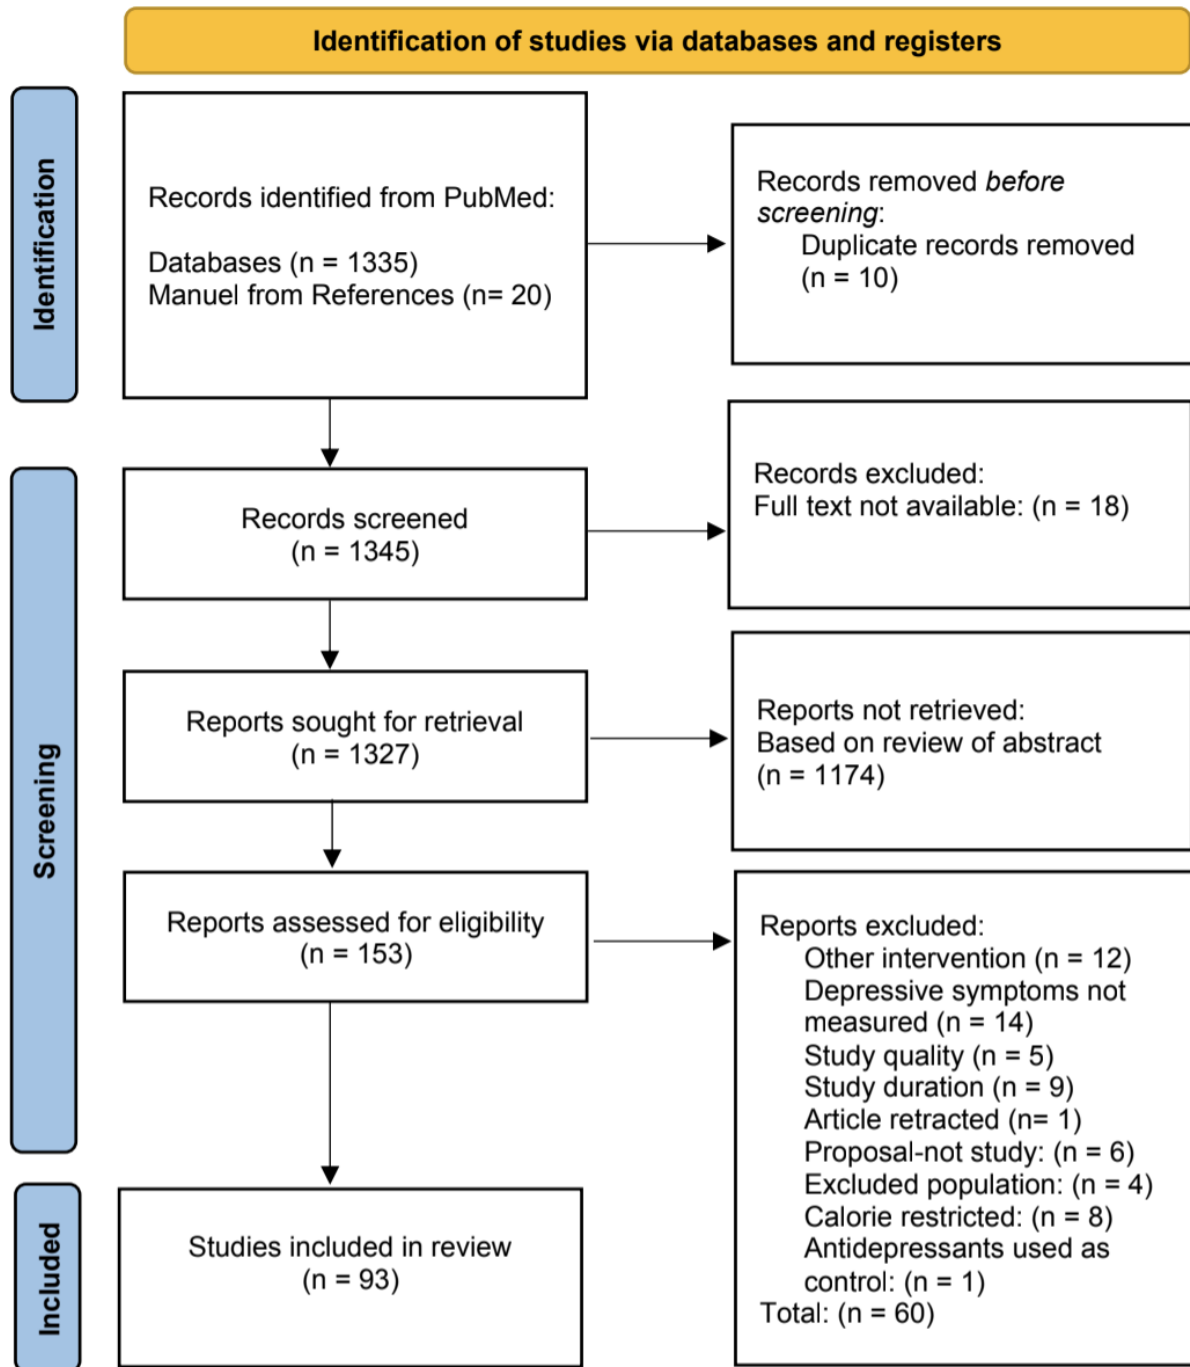 Identification of studies via databases and registers
Identification
Records identified from PubMed:
Databases (n = 1335)
Manuel from References (n= 20)
Records removed before
screening:
Duplicate records removed
(n = 10)
Screening
Records screened
(n = 1345)
Records excluded:
Full text not available: (n = 18)
Reports sought for retrieval
(n = 1327)
Reports not retrieved:
Based on review of abstract
(n = 1174)
Reports assessed for eligibility
(n = 153)
Reports excluded:
Other intervention (n = 12)
Depressive symptoms not
measured (n = 14)
Study quality (n = 5)
Study duration (n = 9)
Article retracted (n= 1)
Proposal-not study: (n = 6)
Excluded population: (n = 4)
Calorie restricted: (n = 8)
Antidepressants used as
control: (n = 1)
Total: (n = 60)
Included
Studies included in review
(n = 93)